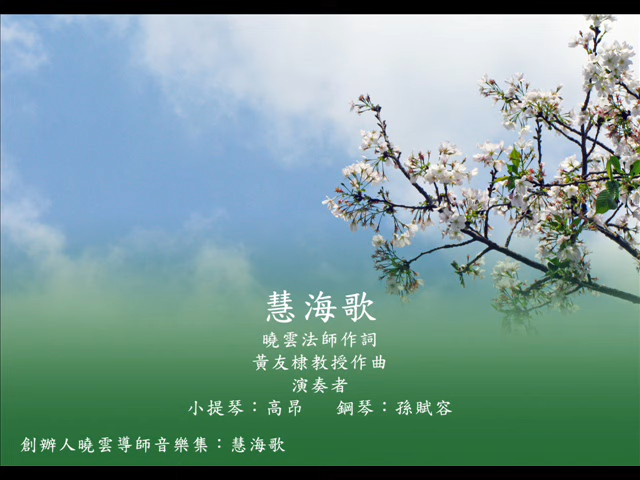 慧海歌
曉雲法師作詞
黃友棣教授作曲
演奏者
小提琴：高昂　鋼琴：孫賦容
創辦人曉雲導師音樂集：慧海歌